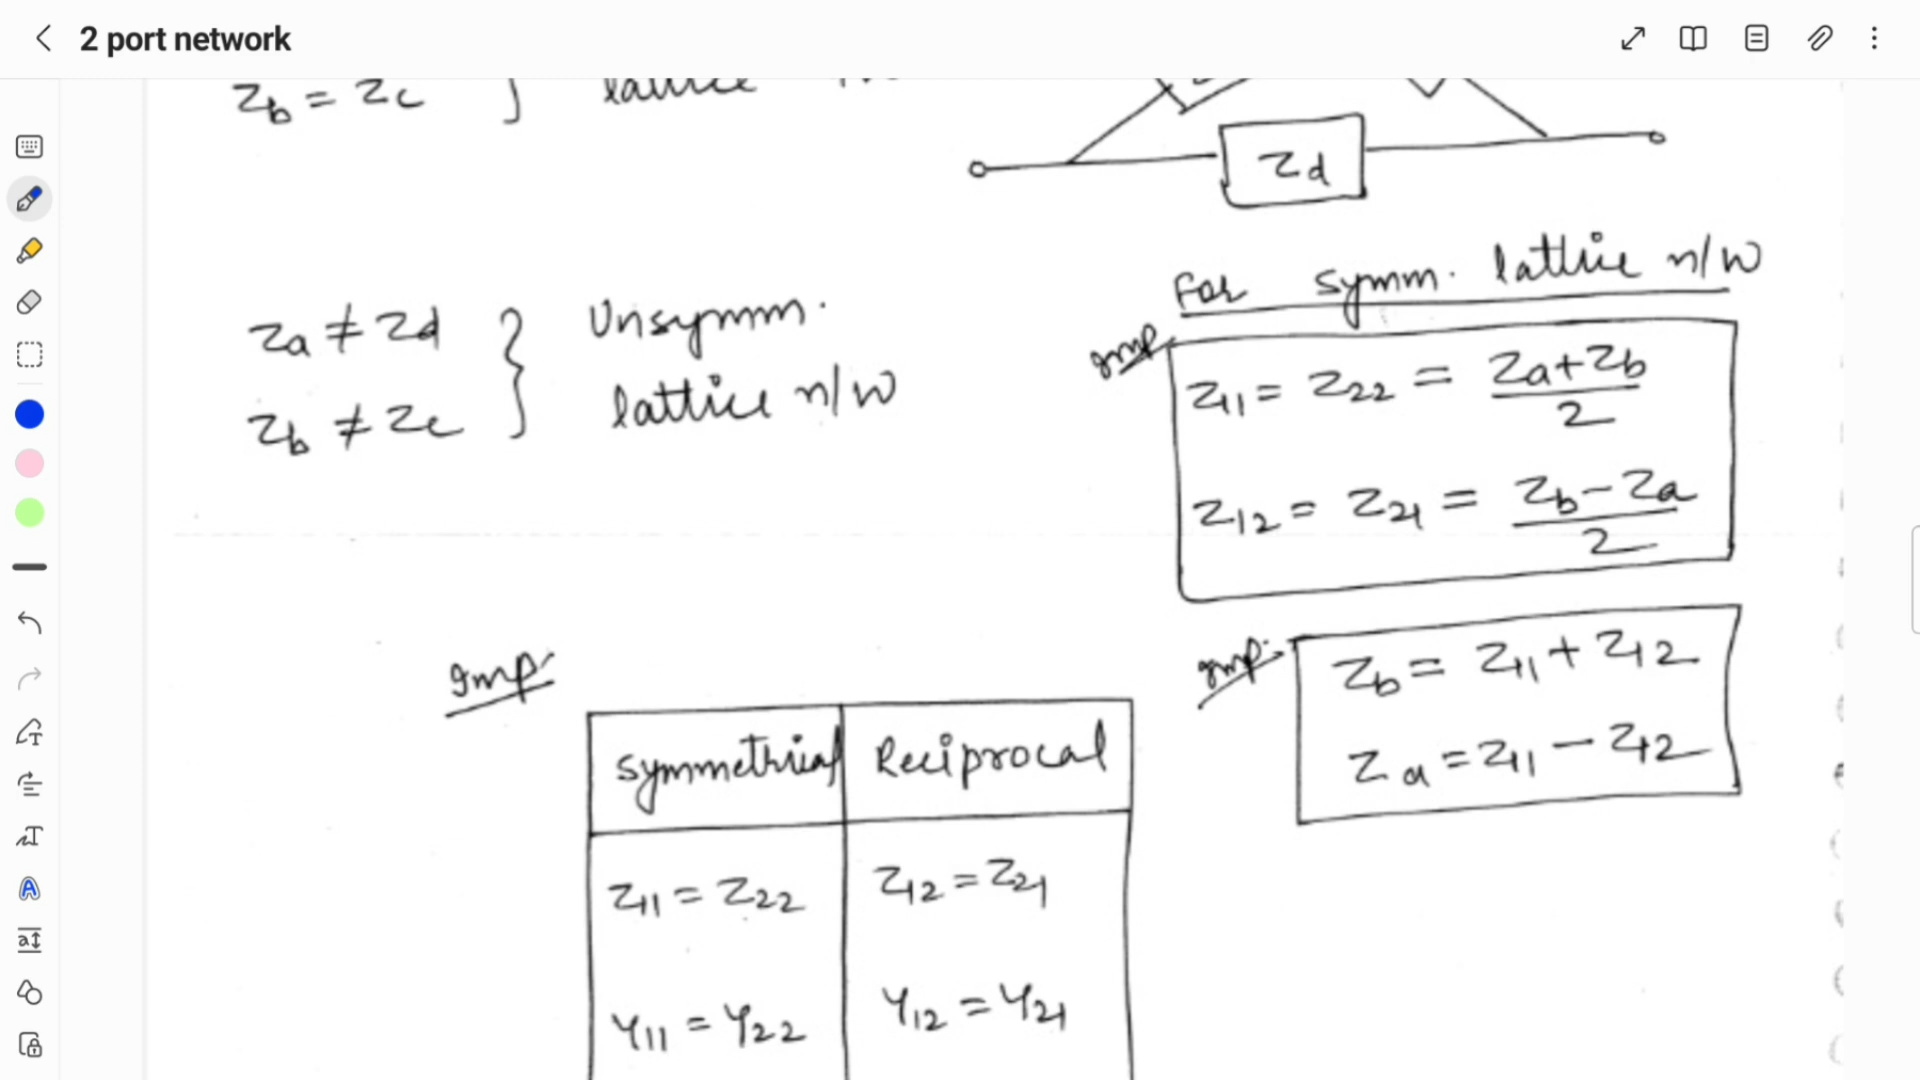 2 port network
Zb = Zc }
Zd
Za ≠ Zd } Unsymm.
Zb ≠ Zc } lattice n/w
For symm. lattice n/w
Imp
Z11 = Z22 = Za+Zb / 2
Z12 = Z21 = Zb-Za / 2
Imp:
Zb = Z11 + Z12
Za = Z11 - Z12
Imp:
Symmetrical Reciprocal
Z11 = Z22 Z12 = Z21
Y11 = Y22 Y12 = Y21